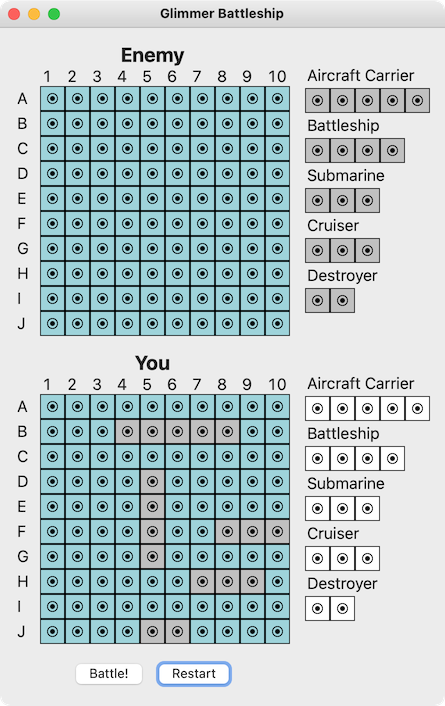 Glimmer Battleship
Enemy
1 2 3 4 5 6 7 8 9 10
A
B
C
D
E
F
G
H
I
J
Aircraft Carrier
Battleship
Submarine
Cruiser
Destroyer
You
1 2 3 4 5 6 7 8 9 10
A
B
C
D
E
F
G
H
I
J
Aircraft Carrier
Battleship
Submarine
Cruiser
Destroyer
Battle! Restart